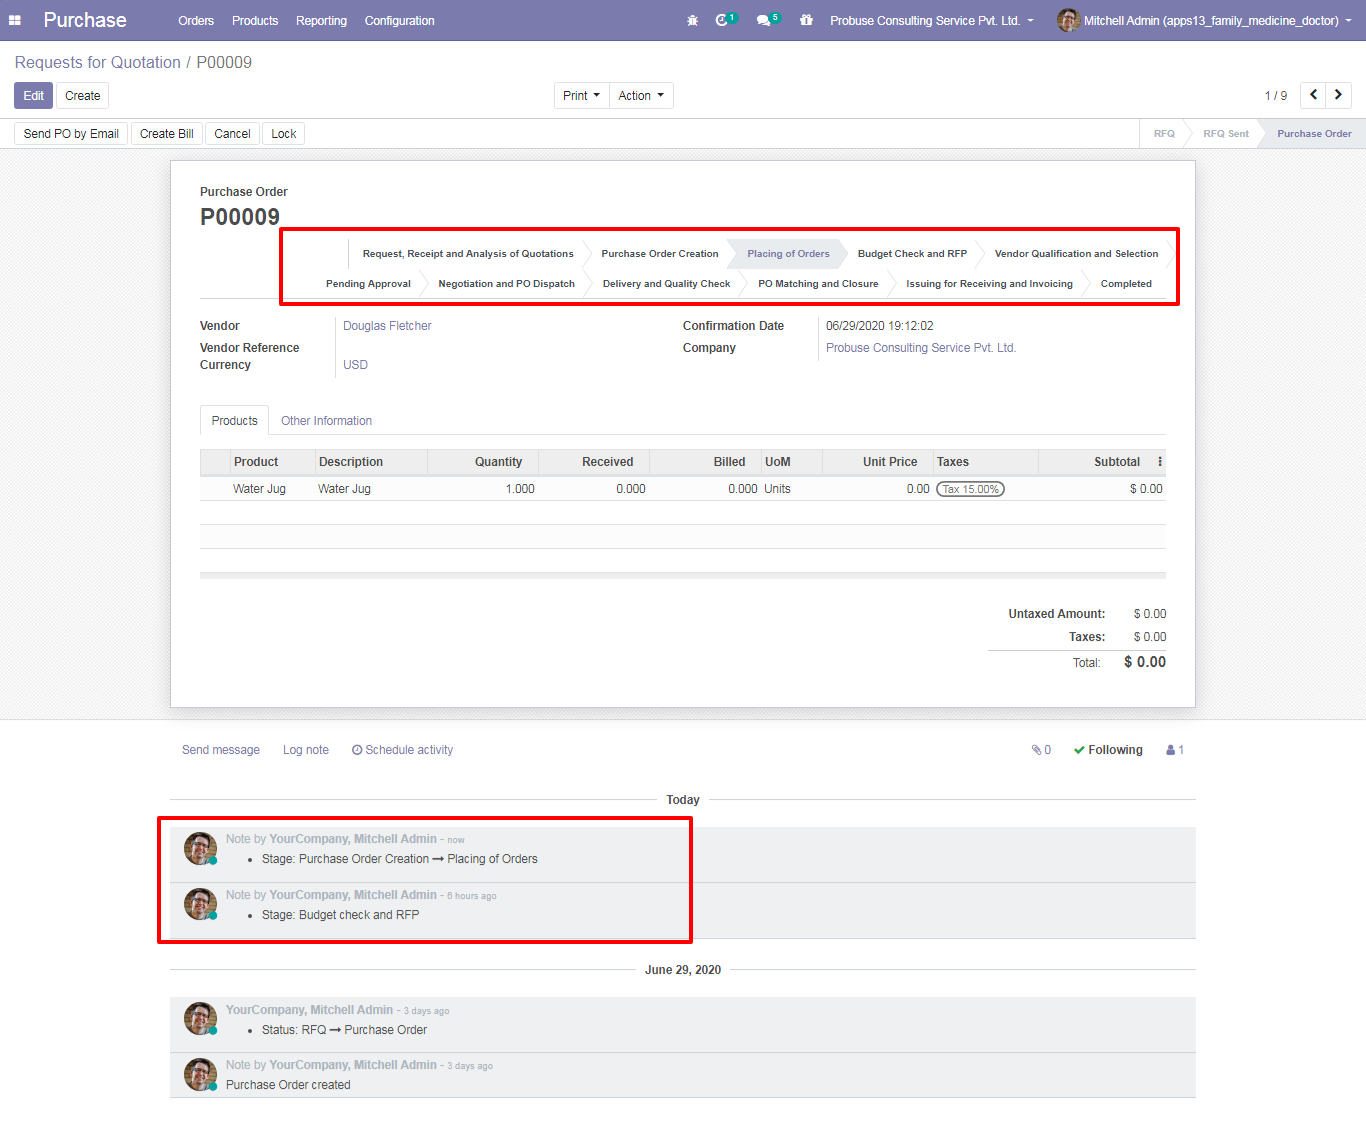 Purchase Orders Products Reporting Configuration 1 5 Probuse Consulting Service Pvt. Ltd. Mitchell Admin (apps13_family_medicine_doctor)
Requests for Quotation / P00009
Edit Create Print Action 1 / 9
Send PO by Email Create Bill Cancel Lock RFQ RFQ Sent Purchase Order
Purchase Order
P00009
Request, Receipt and Analysis of Quotations Purchase Order Creation Placing of Orders Budget Check and RFP Vendor Qualification and Selection
Pending Approval Negotiation and PO Dispatch Delivery and Quality Check PO Matching and Closure Issuing for Receiving and Invoicing Completed
Vendor Douglas Fletcher Confirmation Date 06/29/2020 19:12:02
Vendor Reference Company Probuse Consulting Service Pvt. Ltd.
Currency USD
Products Other Information
Product Description Quantity Received Billed UoM Unit Price Taxes Subtotal
Water Jug Water Jug 1.000 0.000 0.000 Units 0.00 Tax 15.00% $ 0.00
Untaxed Amount: $ 0.00
Taxes: $ 0.00
Total: $ 0.00
Send message Log note Schedule activity 0 Following 1
Today
Note by YourCompany, Mitchell Admin - now
• Stage: Purchase Order Creation → Placing of Orders
Note by YourCompany, Mitchell Admin - 6 hours ago
• Stage: Budget check and RFP
June 29, 2020
YourCompany, Mitchell Admin - 3 days ago
• Status: RFQ → Purchase Order
Note by YourCompany, Mitchell Admin - 3 days ago
Purchase Order created